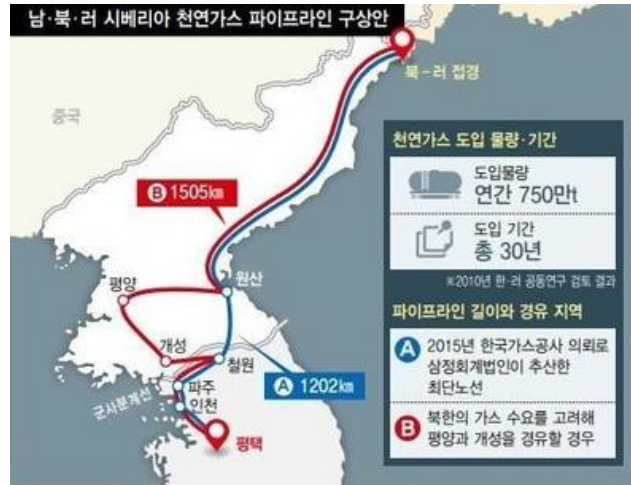 남·북·러 시베리아 천연가스 파이프라인 구상안
북-러 접경
중국
B 1505㎞
평양
원산
개성
철원
파주
인천
군사분계선
A 1202㎞
평택
천연가스 도입 물량·기간
도입물량
연간 750만t
도입 기간
총 30년
※2010년 한·러 공동연구 검토 결과
파이프라인 길이와 경유 지역
A 2015년 한국가스공사 의뢰로
삼정회계법인이 추산한
최단노선
B 북한의 가스 수요를 고려해
평양과 개성을 경유할 경우